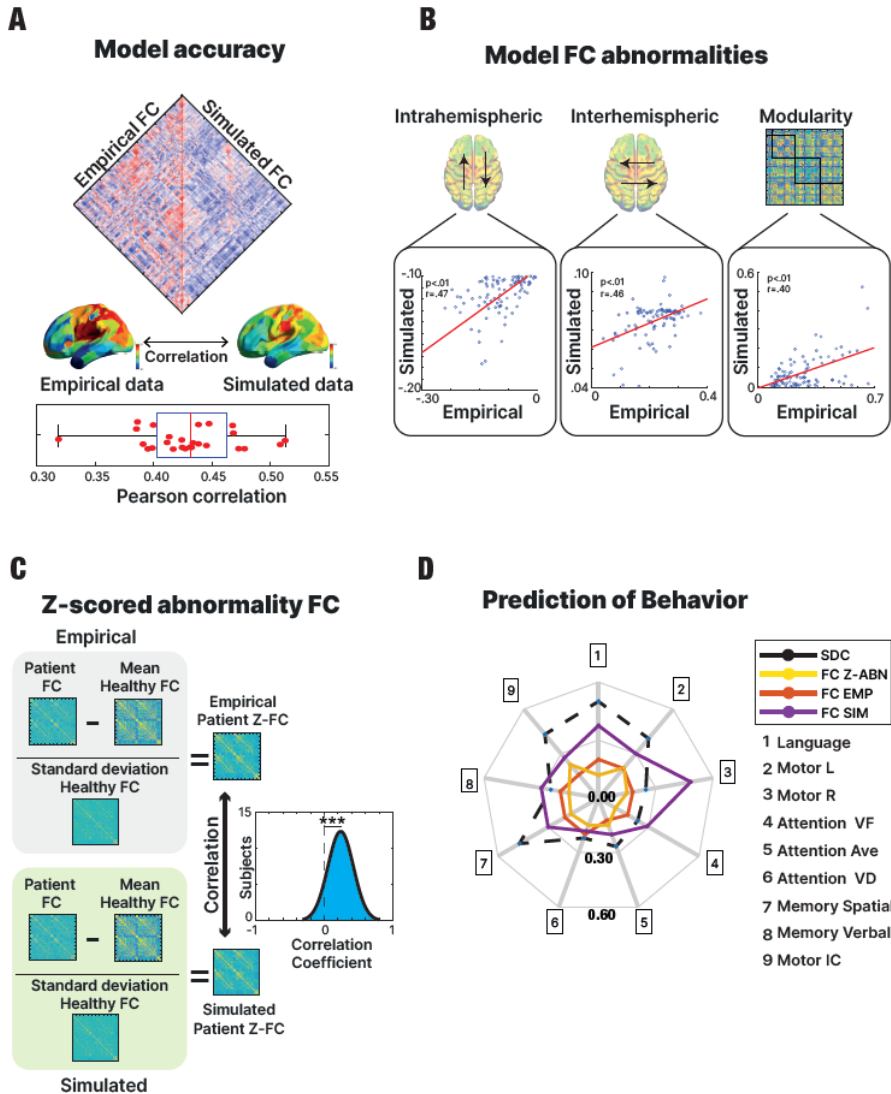 A
Model accuracy
Empirical FC
Simulated FC
Correlation
Empirical data
Simulated data
0.30 0.35 0.40 0.45 0.50 0.55
Pearson correlation
B
Model FC abnormalities
Intrahemispheric
Interhemispheric
Modularity
-.10
p<.01
r=.47
Simulated
-.20
-.30
0
Empirical
.10
p<.01
r=.46
Simulated
.04
0
0.4
Empirical
0.6
p<.01
r=.40
Simulated
0
0
0.7
Empirical
C
Z-scored abnormality FC
Empirical
Patient
FC
Mean
Healthy FC
-
Standard deviation
Healthy FC
=
Empirical
Patient Z-FC
Correlation
15
Subjects
0
***
-1 0 1
Correlation
Coefficient
Patient FC
Mean
Healthy FC
-
Standard deviation
Healthy FC
=
Simulated
Patient Z-FC
Simulated
D
Prediction of Behavior
1
2
3
4
5
6
7
8
9
0.00
0.30
0.60
SDC
FC Z-ABN
FC EMP
FC SIM
1 Language
2 Motor L
3 Motor R
4 Attention VF
5 Attention Ave
6 Attention VD
7 Memory Spatial
8 Memory Verbal
9 Motor IC